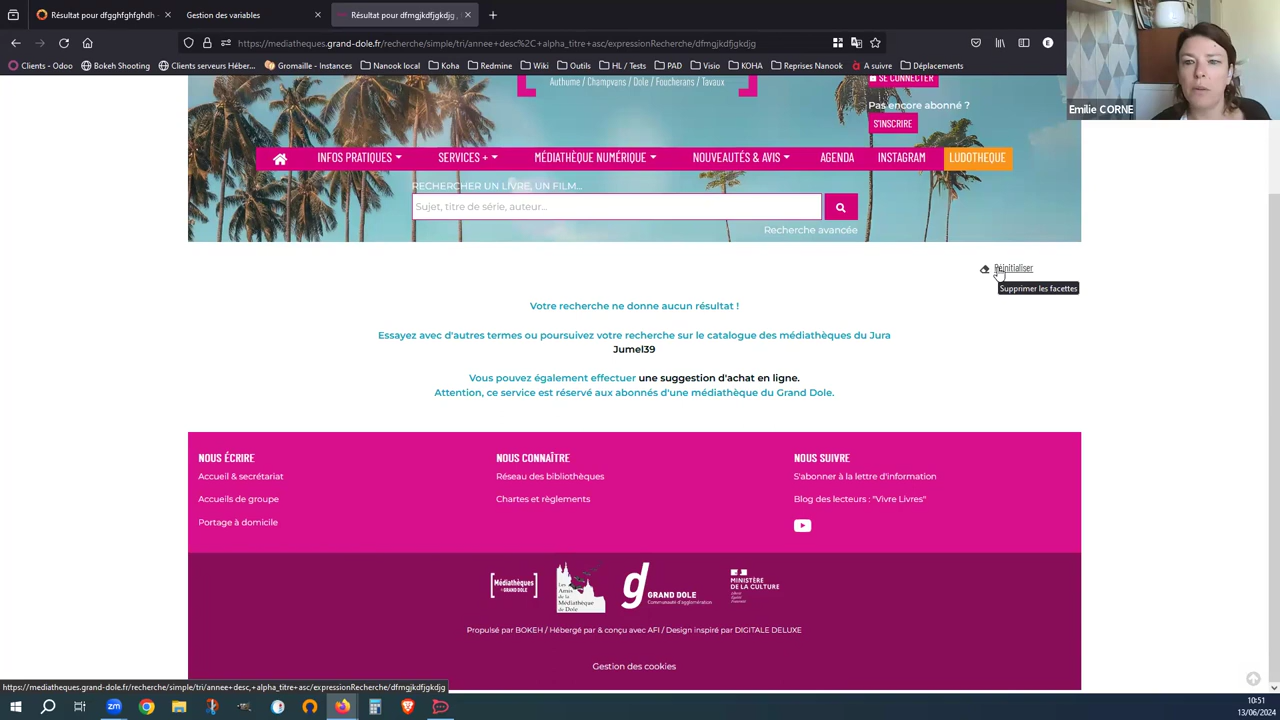 Résultat pour dfgghfghfghdh -
Gestion des variables
Résultat pour dfmgjkdfjgkdjg
https://mediatheques.grand-dole.fr/recherche/simple/tri/annee+desc%2C+alpha_titre+asc/expressionRecherche/dfmgjkdfjgkdjg
Clients - Odoo
Bokeh Shooting
Clients serveurs Héber...
Gromaille - Instances
Nanook local
Koha
Redmine
Wiki
Outils
HL / Tests
PAD
Visio
KOHA
Reprises Nanook
A suivre
Déplacements
Emilie CORNE
Authume / Champvans / Dole / Foucherans / Tavaux
SE CONNECTER
Pas encore abonné ?
S'INSCRIRE
INFOS PRATIQUES
SERVICES +
MÉDIATHÈQUE NUMÉRIQUE
NOUVEAUTÉS & AVIS
AGENDA
INSTAGRAM
LUDOTHEQUE
RECHERCHER UN LIVRE, UN FILM...
Sujet, titre de série, auteur...
Recherche avancée
Réinitialiser
Supprimer les facettes
Votre recherche ne donne aucun résultat !
Essayez avec d'autres termes ou poursuivez votre recherche sur le catalogue des médiathèques du Jura
Jumel39
Vous pouvez également effectuer une suggestion d'achat en ligne.
Attention, ce service est réservé aux abonnés d'une médiathèque du Grand Dole.
NOUS ÉCRIRE
Accueil & secrétariat
Accueils de groupe
Portage à domicile
NOUS CONNAÎTRE
Réseau des bibliothèques
Chartes et règlements
NOUS SUIVRE
S'abonner à la lettre d'information
Blog des lecteurs : "Vivre Livres"
Médiathèques
GRAND DOLE
Les
Amis
de la
Médiathèque
de Dole
g GRAND DOLE
Communauté d'agglomération
MINISTÈRE
DE LA CULTURE
Liberté
Égalité
Fraternité
Propulsé par BOKEH / Hébergé par & conçu avec AFI / Design inspiré par DIGITALE DELUXE
Gestion des cookies
https://mediatheques.grand-dole.fr/recherche/simple/tri/annee+desc,+alpha_titre+asc/expressionRecherche/dfmgjkdfjgkdjg
10:51
13/06/2024